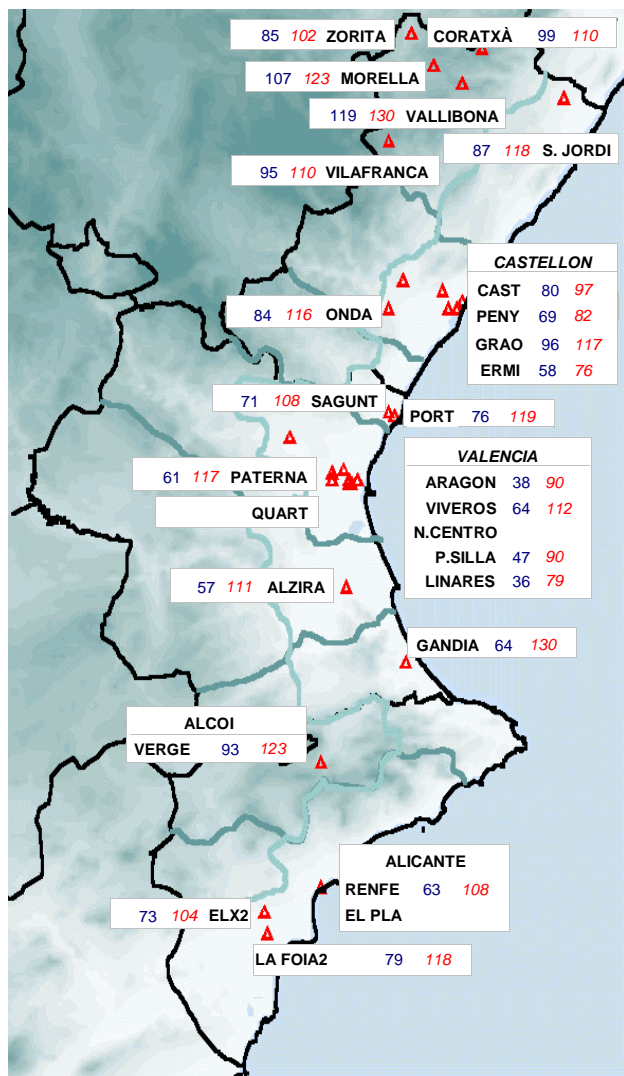 85 102 ZORITA
CORATXÀ 99 110
107 123 MORELLA
119 130 VALLIBONA
87 118 S. JORDI
95 110 VILAFRANCA
CASTELLON
CAST 80 97
PENY 69 82
GRAO 96 117
ERMI 58 76
84 116 ONDA
71 108 SAGUNT
PORT 76 119
VALENCIA
ARAGON 38 90
VIVEROS 64 112
N.CENTRO
P.SILLA 47 90
LINARES 36 79
61 117 PATERNA
QUART
57 111 ALZIRA
GANDIA 64 130
ALCOI
VERGE 93 123
ALICANTE
RENFE 63 108
EL PLA
73 104 ELX2
LA FOIA2 79 118